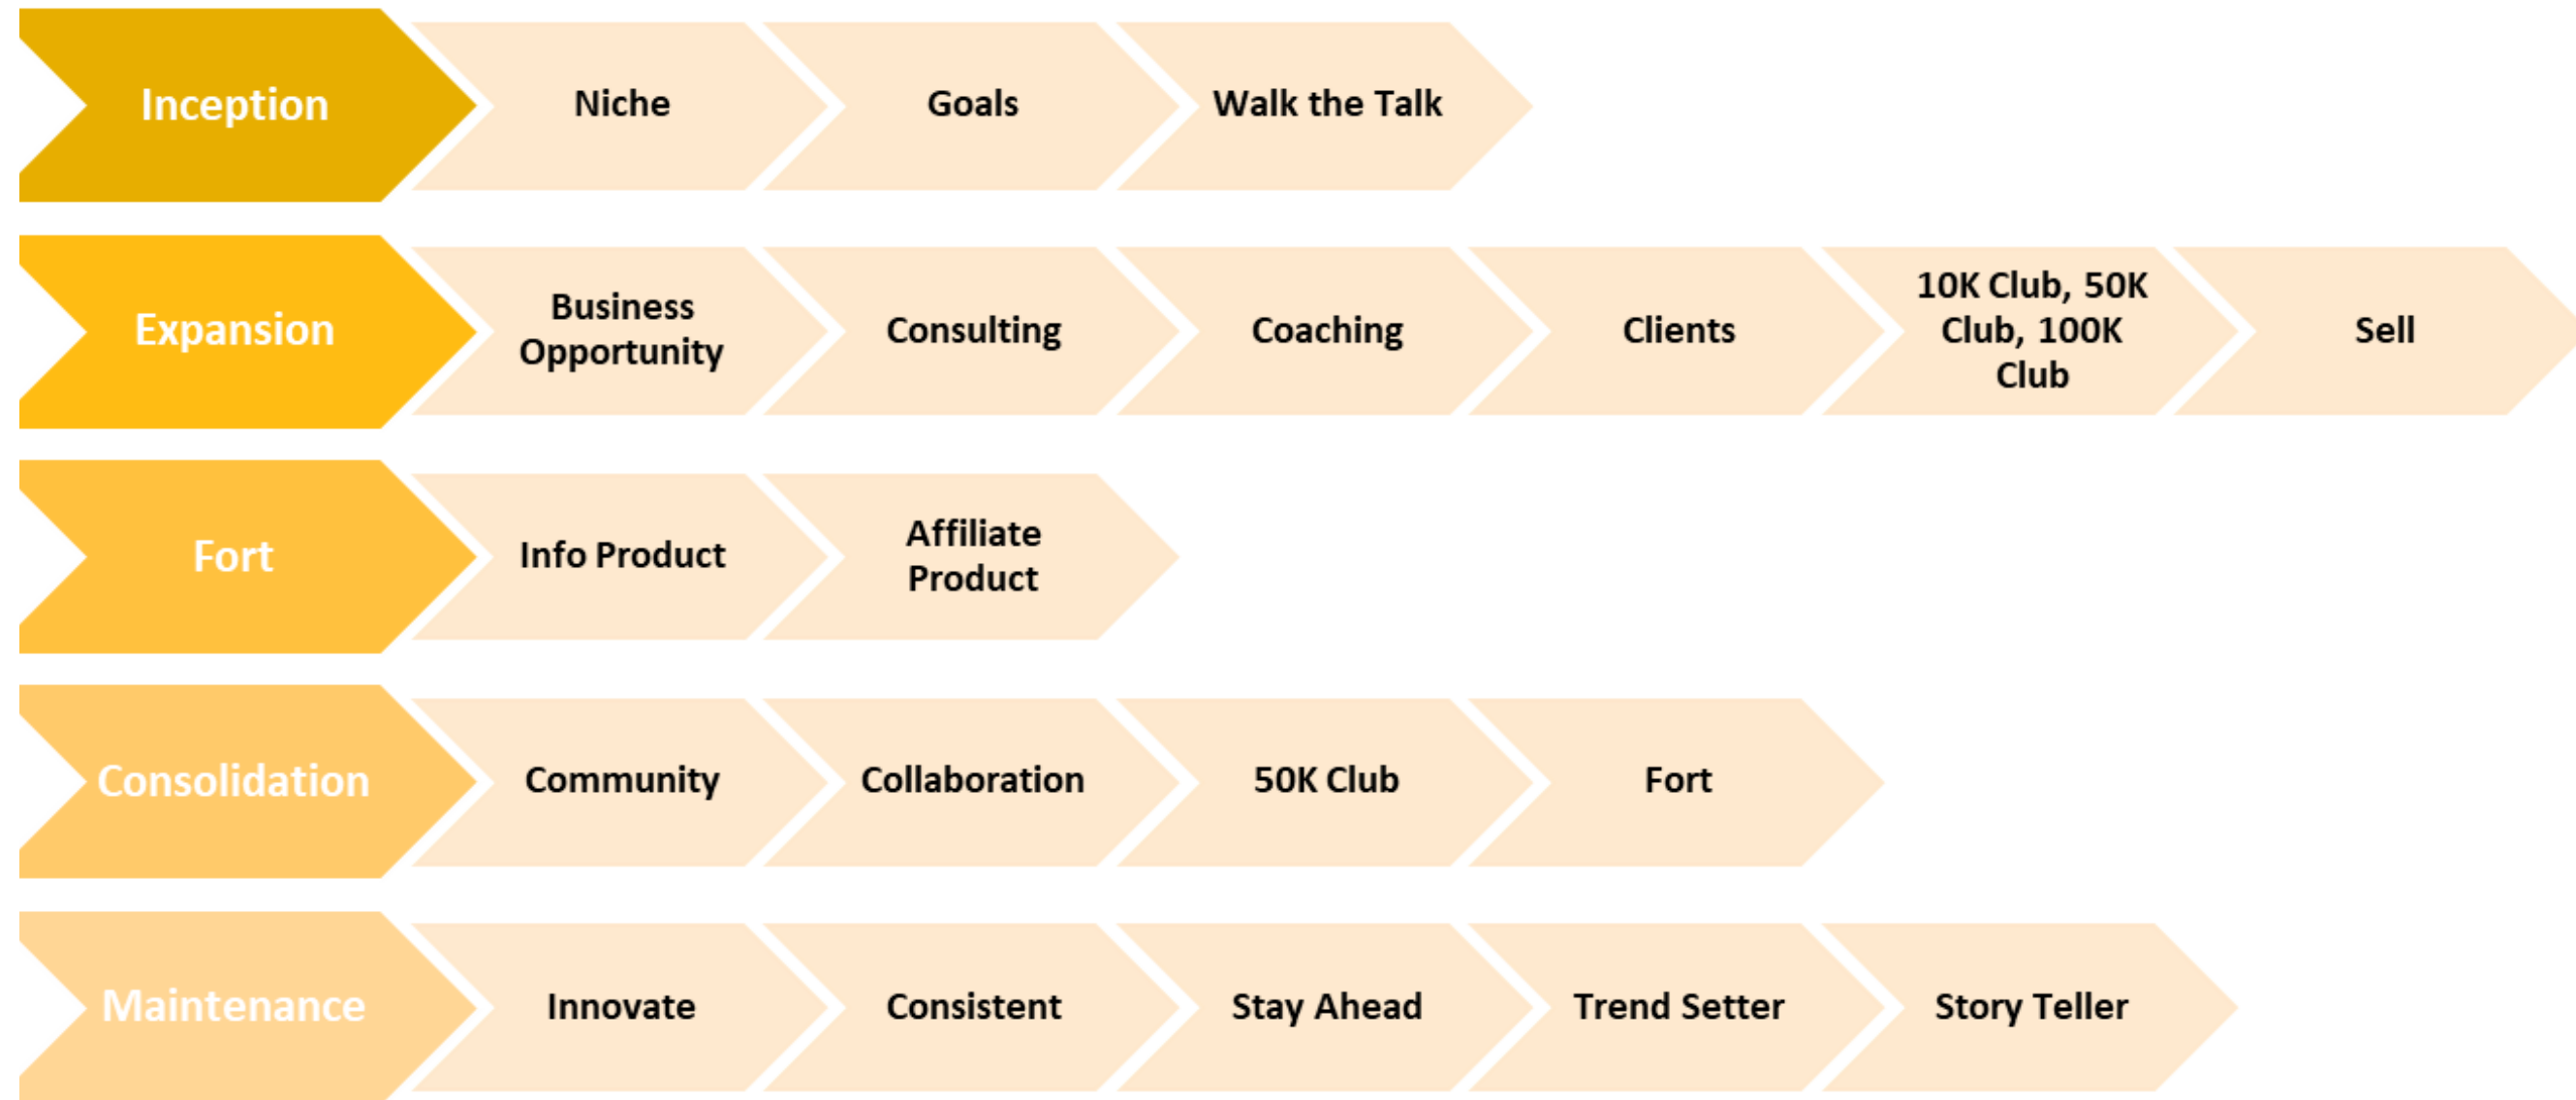 Inception
Niche
Goals
Walk the Talk
Expansion
Business
Opportunity
Consulting
Coaching
Clients
10K Club, 50K
Club, 100K
Club
Sell
Fort
Info Product
Affiliate
Product
Consolidation
Community
Collaboration
50K Club
Fort
Maintenance
Innovate
Consistent
Stay Ahead
Trend Setter
Story Teller